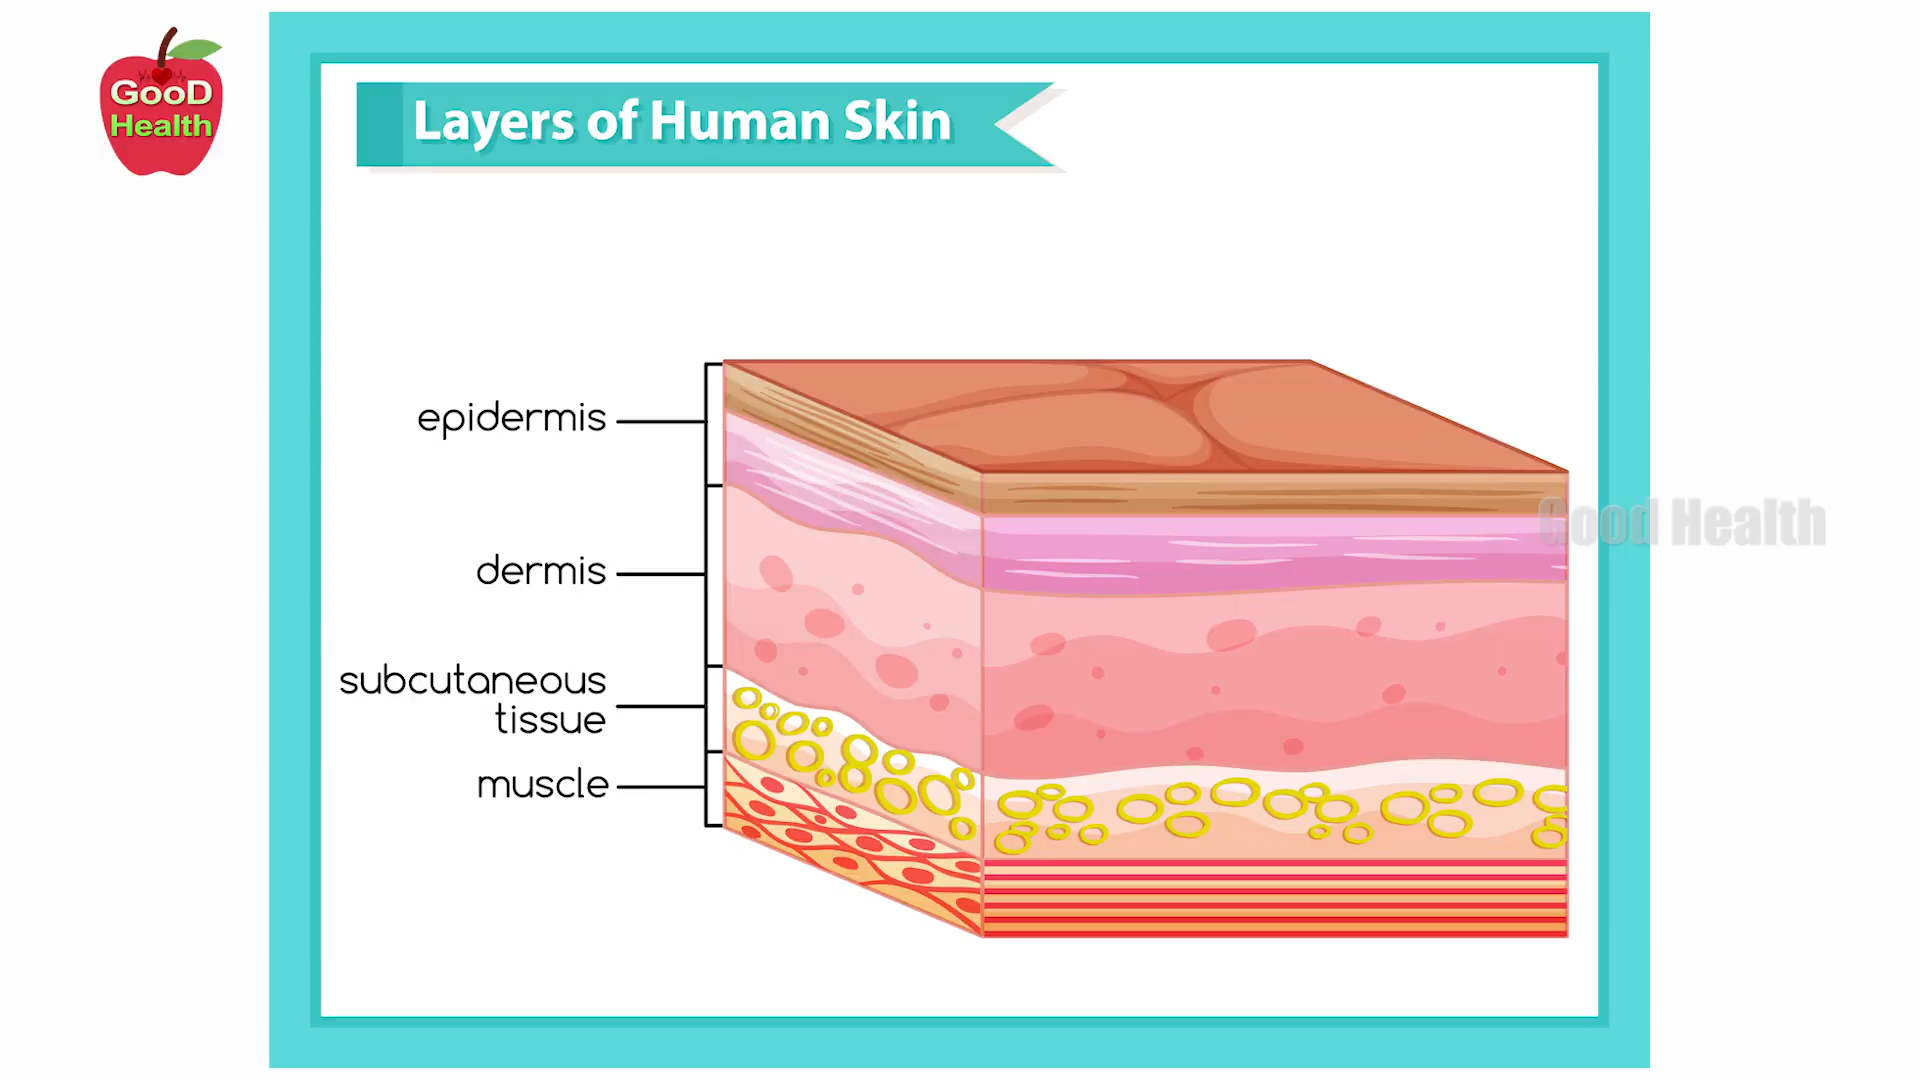 GooD
Health
Layers of Human Skin
epidermis
dermis
subcutaneous
tissue
muscle
Good Health